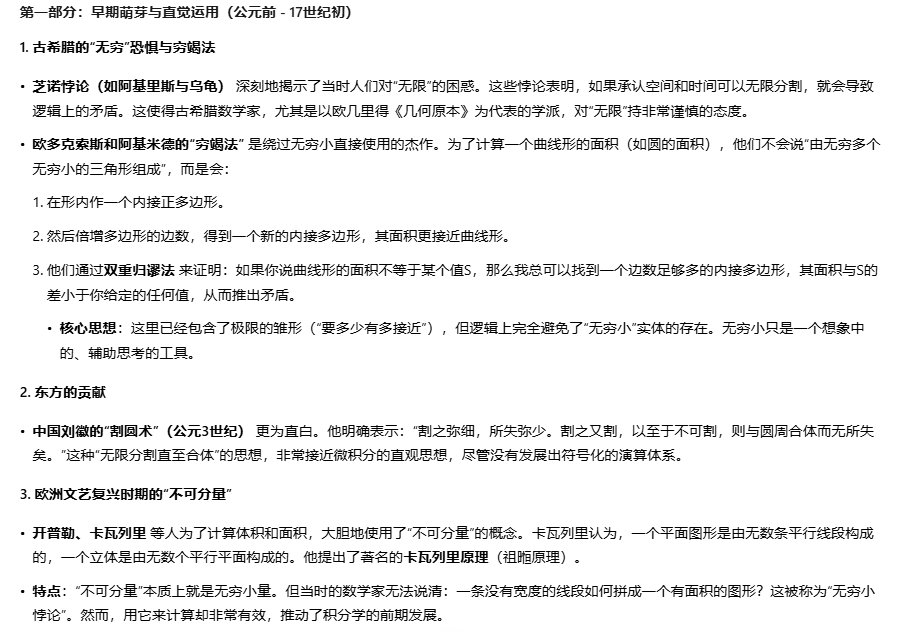 第一部分：早期萌芽与直觉运用（公元前 - 17世纪初）
1. 古希腊的“无穷”恐惧与穷竭法
• 芝诺悖论（如阿基里斯与乌龟） 深刻地揭示了当时人们对“无限”的困惑。这些悖论表明，如果承认空间和时间可以无限分割，就会导致
逻辑上的矛盾。这使得古希腊数学家，尤其是以欧几里得《几何原本》为代表的学派，对“无限”持非常谨慎的态度。
• 欧多克索斯和阿基米德的“穷竭法” 是绕过无穷小直接使用的杰作。为了计算一个曲线形的面积（如圆的面积），他们不会说“由无穷多个
无穷小的三角形组成”，而是会：
1. 在形内作一个内接正多边形。
2. 然后倍增多边形的边数，得到一个新的内接多边形，其面积更接近曲线形。
3. 他们通过双重归谬法 来证明：如果你说曲线形的面积不等于某个值S，那么我总可以找到一个边数足够多的内接多边形，其面积与S的
差小于你给定的任何值，从而推出矛盾。
• 核心思想：这里已经包含了极限的雏形（“要多少有多接近”），但逻辑上完全避免了“无穷小”实体的存在。无穷小只是一个想象中
的、辅助思考的工具。
2. 东方的贡献
• 中国刘徽的“割圆术”（公元3世纪） 更为直白。他明确表示：“割之弥细，所失弥少。割之又割，以至于不可割，则与圆周合体而无所失
矣。”这种“无限分割直至合体”的思想，非常接近微积分的直观思想，尽管没有发展出符号化的演算体系。
3. 欧洲文艺复兴时期的“不可分量”
• 开普勒、卡瓦列里 等人为了计算体积和面积，大胆地使用了“不可分量”的概念。卡瓦列里认为，一个平面图形是由无数条平行线段构成
的，一个立体是由无数个平行平面构成的。他提出了著名的卡瓦列里原理（祖暅原理）。
• 特点：“不可分量”本质上就是无穷小量。但当时的数学家无法说清：一条没有宽度的线段如何拼成一个有面积的图形？这被称为“无穷小
悖论”。然而，用它来计算却非常有效，推动了积分学的前期发展。